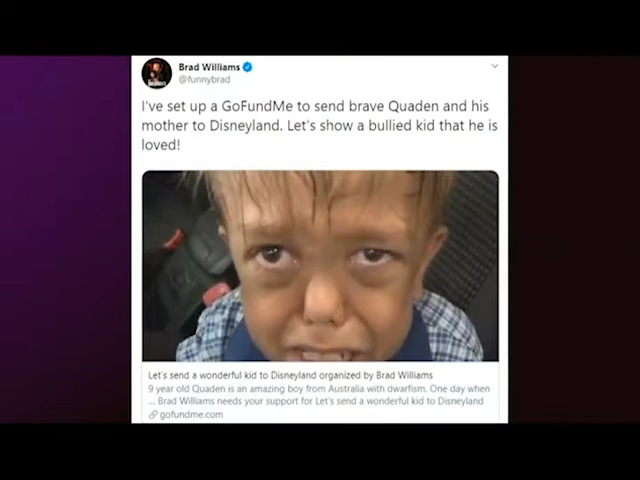 Brad Williams
@funnybrad
I've set up a GoFundMe to send brave Quaden and his
mother to Disneyland. Let's show a bullied kid that he is
loved!
Let's send a wonderful kid to Disneyland organized by Brad Williams
9 year old Quaden is an amazing boy from Australia with dwarfism. One day when
... Brad Williams needs your support for Let's send a wonderful kid to Disneyland
gofundme.com